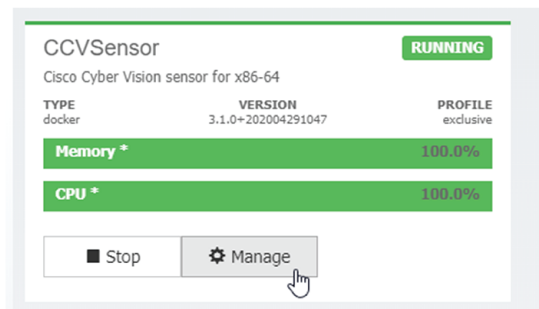 CCVSensor RUNNING
Cisco Cyber Vision sensor for x86-64
TYPE VERSION PROFILE
docker 3.1.0+202004291047 exclusive
Memory * 100.0%
CPU * 100.0%
Stop Manage